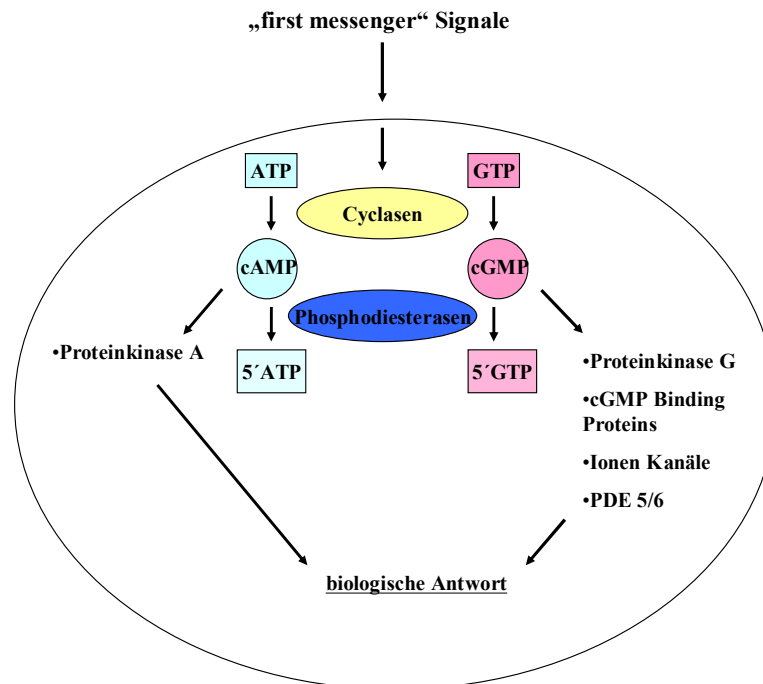 „first messenger“ Signale
ATP
GTP
Cyclasen
cAMP
cGMP
Phosphodiesterasen
•Proteinkinase A
5´ATP
5´GTP
•Proteinkinase G
•cGMP Binding
Proteins
•Ionen Kanäle
•PDE 5/6
biologische Antwort